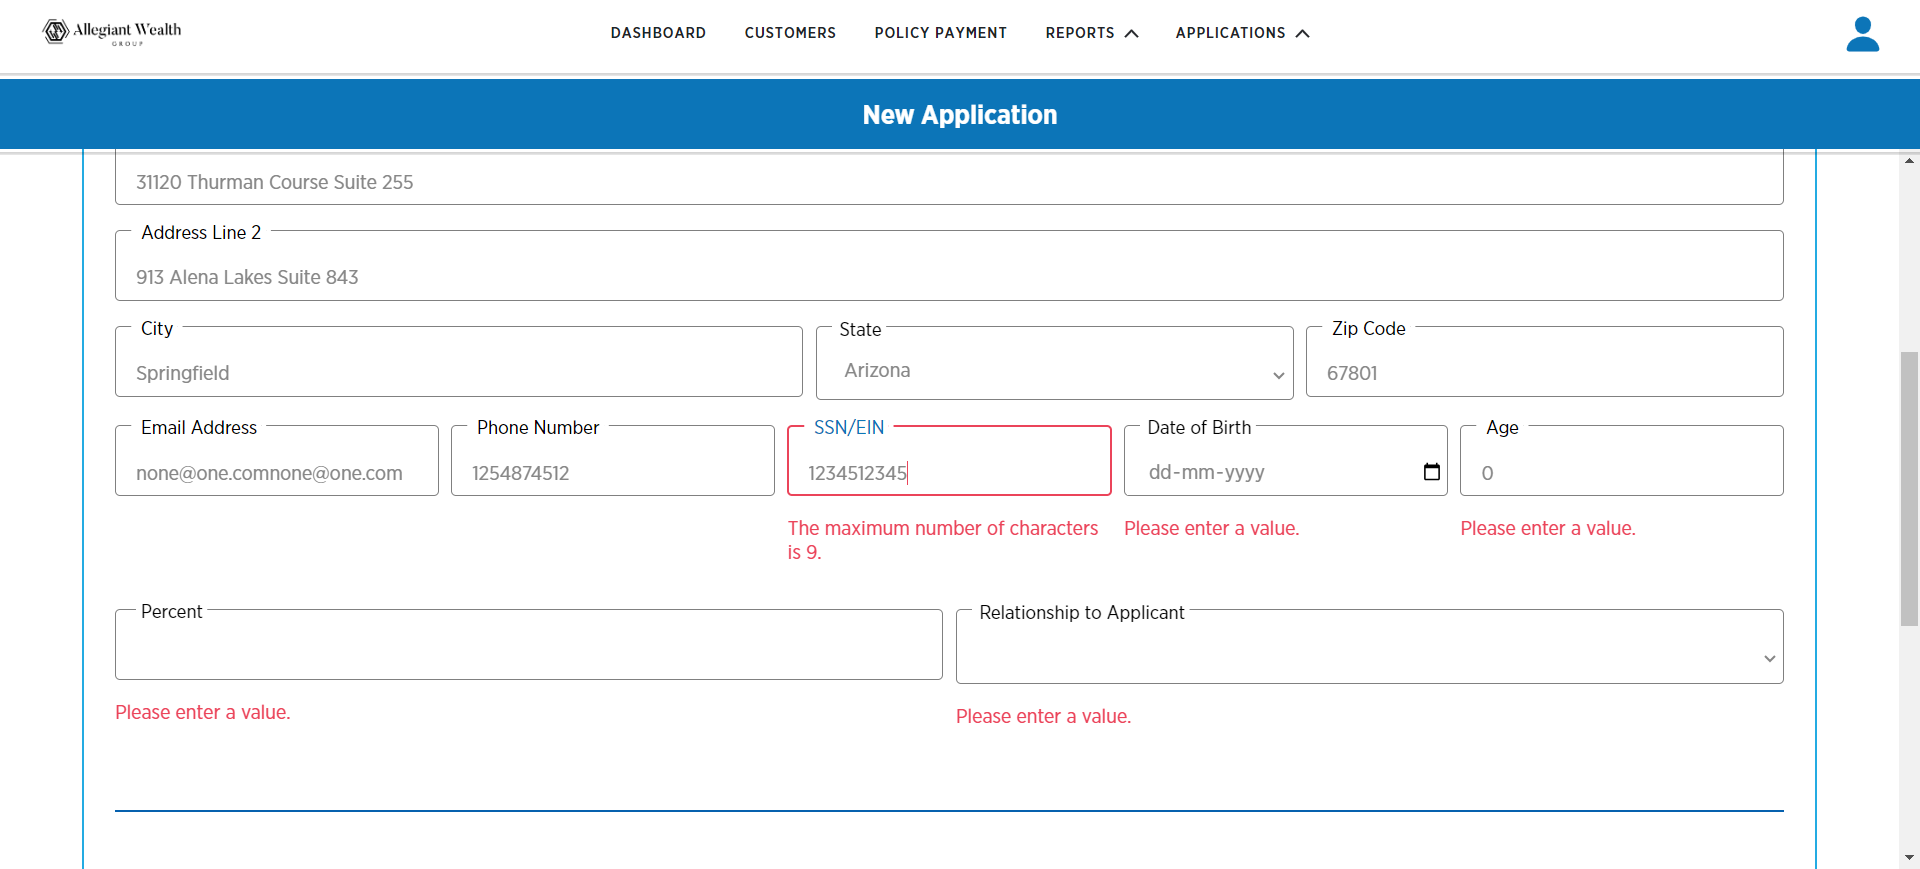 Allegiant Wealth
GROUP
DASHBOARD CUSTOMERS POLICY PAYMENT REPORTS APPLICATIONS
New Application
31120 Thurman Course Suite 255
Address Line 2
913 Alena Lakes Suite 843
City State Zip Code
Springfield Arizona 67801
Email Address Phone Number SSN/EIN Date of Birth Age
none@one.comnone@one.com 1254874512 1234512345 dd-mm-yyyy 0
The maximum number of characters is 9. Please enter a value. Please enter a value.
Percent Relationship to Applicant
Please enter a value. Please enter a value.